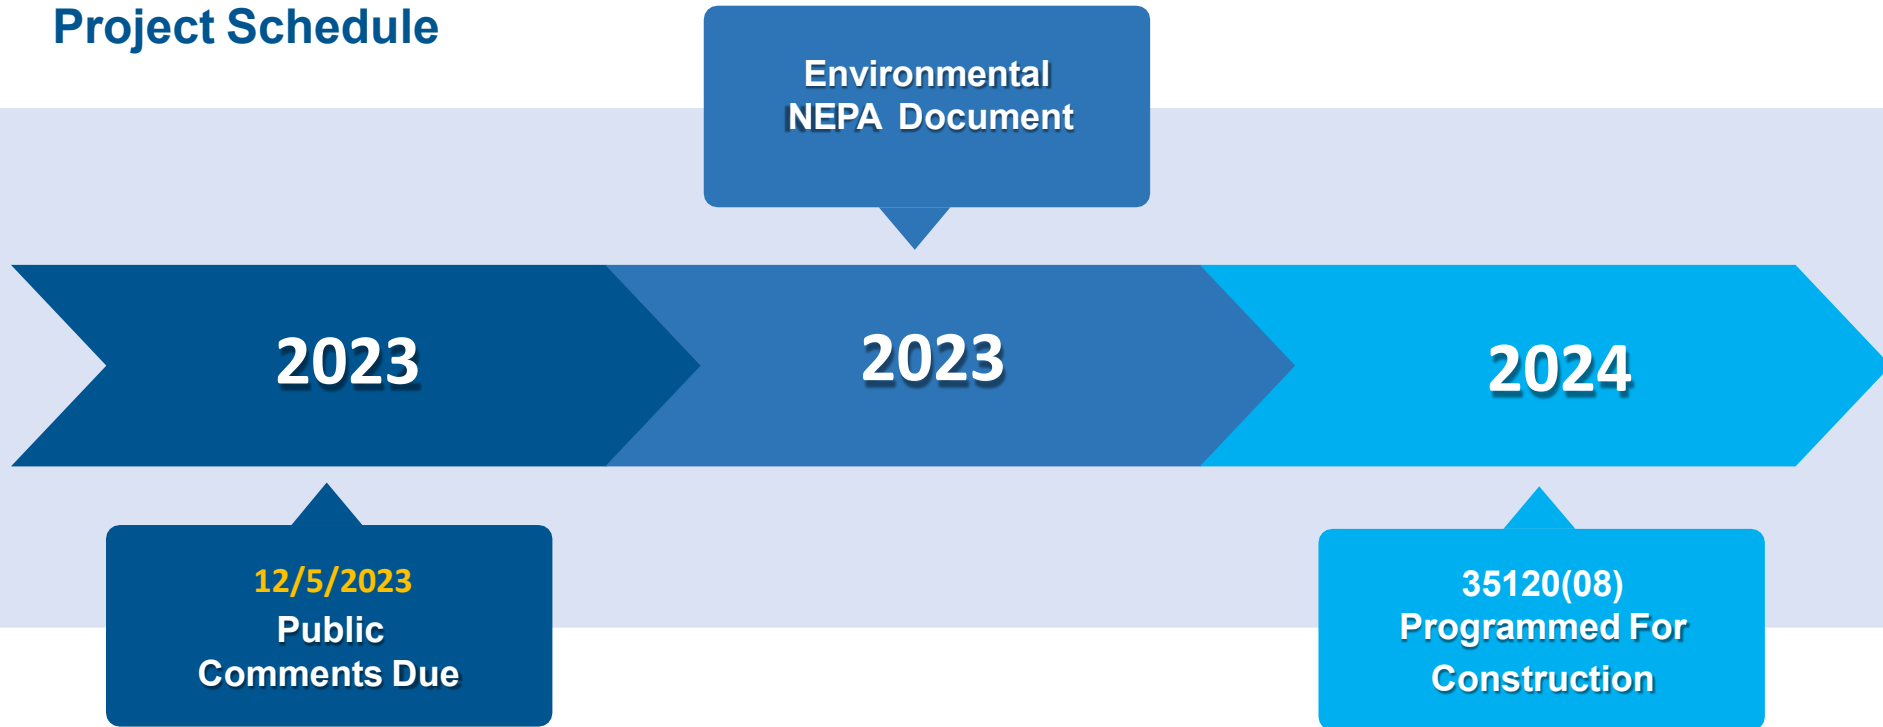 Project Schedule
Environmental
NEPA Document
2023
2023
2024
12/5/2023
Public
Comments Due
35120(08)
Programmed For
Construction